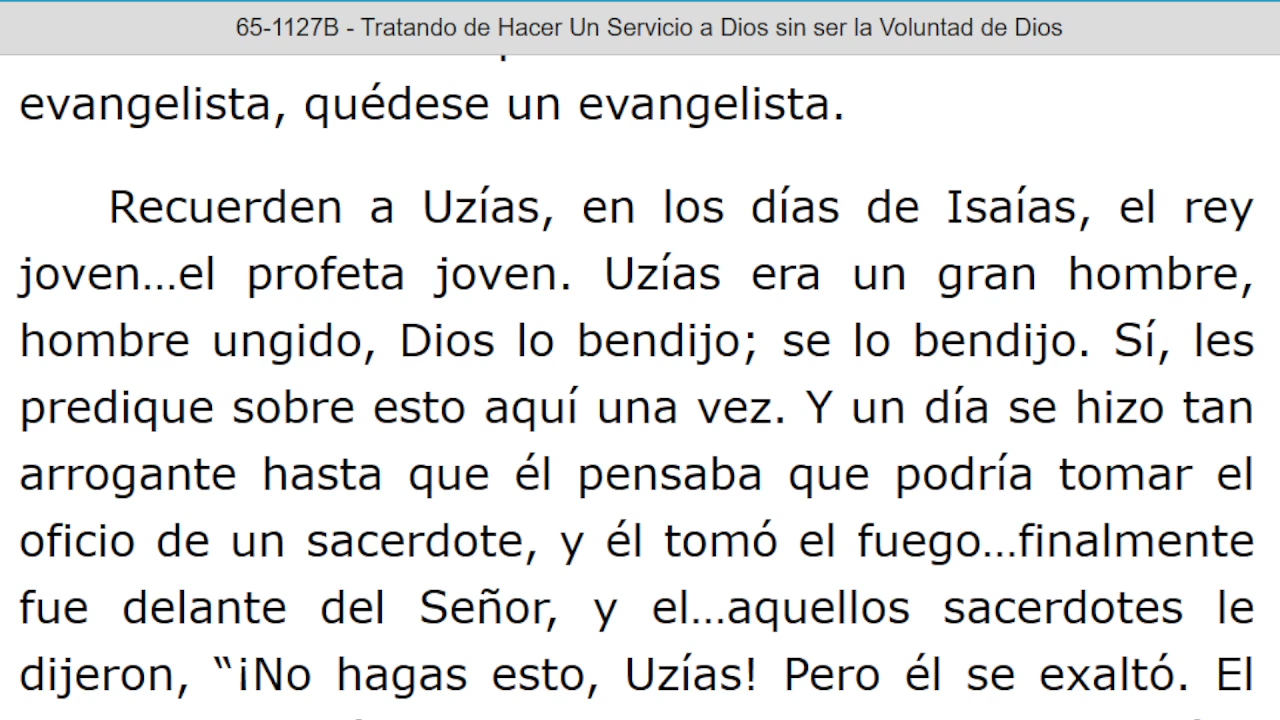 65-1127B - Tratando de Hacer Un Servicio a Dios sin ser la Voluntad de Dios
evangelista, quédese un evangelista.
Recuerden a Uzías, en los días de Isaías, el rey
joven...el profeta joven. Uzías era un gran hombre,
hombre ungido, Dios lo bendijo; se lo bendijo. Sí, les
predique sobre esto aquí una vez. Y un día se hizo tan
arrogante hasta que él pensaba que podría tomar el
oficio de un sacerdote, y él tomó el fuego...finalmente
fue delante del Señor, y el...aquellos sacerdotes le
dijeron, “¡No hagas esto, Uzías! Pero él se exaltó. El